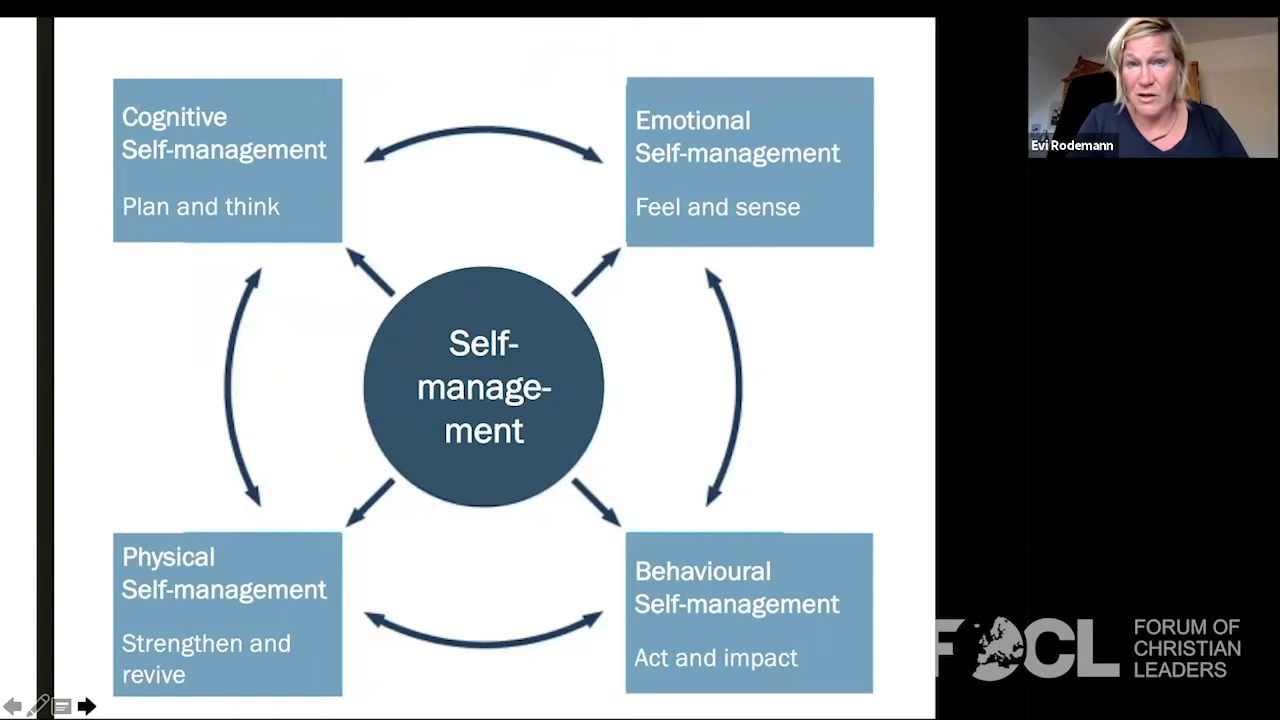 Cognitive
Self-management
Plan and think
Emotional
Self-management
Feel and sense
Self-
manage-
ment
Physical
Self-management
Strengthen and
revive
Behavioural
Self-management
Act and impact
Evi Rodemann
FOCL
FORUM OF
CHRISTIAN
LEADERS